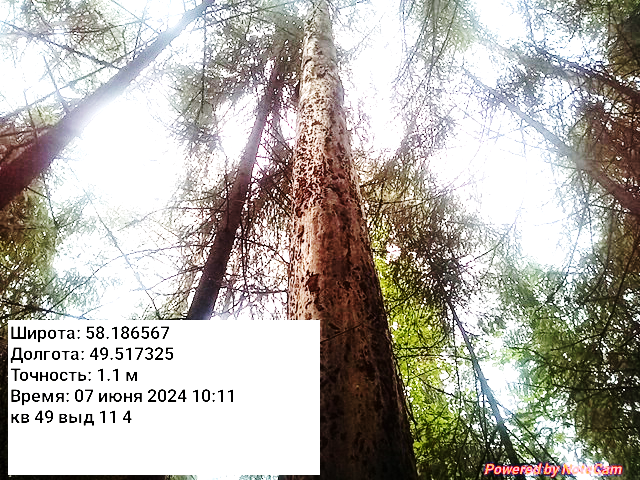 Широта: 58.186567
Долгота: 49.517325
Точность: 1.1 м
Время: 07 июня 2024 10:11
кв 49 выд 11 4
Powered by NoteCam